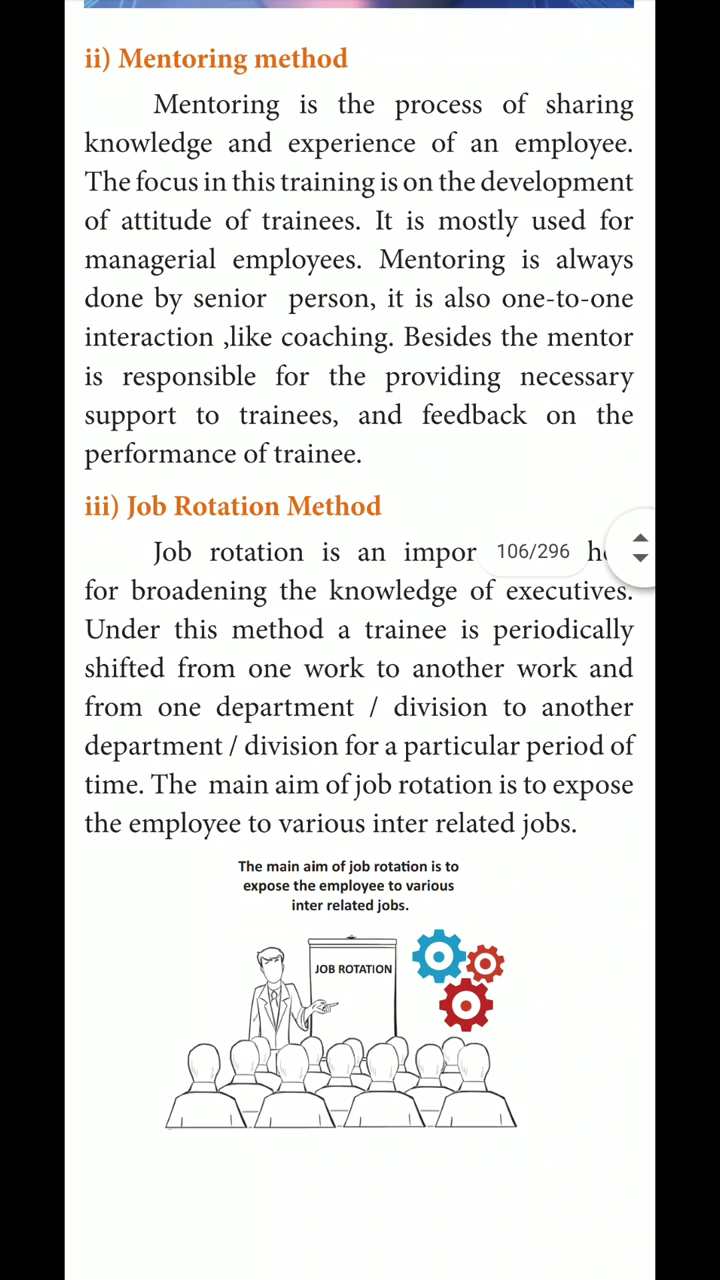 ii) Mentoring method
Mentoring is the process of sharing
knowledge and experience of an employee.
The focus in this training is on the development
of attitude of trainees. It is mostly used for
managerial employees. Mentoring is always
done by senior person, it is also one-to-one
interaction ,like coaching. Besides the mentor
is responsible for the providing necessary
support to trainees, and feedback on the
performance of trainee.
iii) Job Rotation Method
Job rotation is an impor 106/296
for broadening the knowledge of executives.
Under this method a trainee is periodically
shifted from one work to another work and
from one department / division to another
department / division for a particular period of
time. The main aim of job rotation is to expose
the employee to various inter related jobs.
The main aim of job rotation is to
expose the employee to various
inter related jobs.
JOB ROTATION